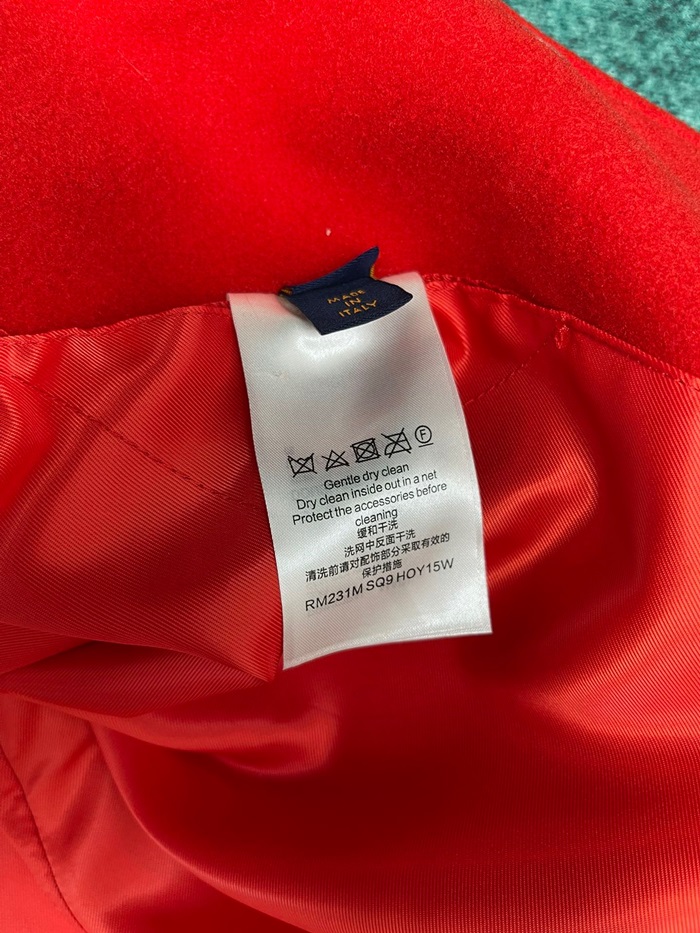 MADE
IN
ITALY
F
Gentle dry clean
Dry clean inside out in a net
Protect the accessories before
cleaning
缓和干洗
洗网中反面干洗
清洗前请对配饰部分采取有效的
保护措施
RM231M SQ9 HOY15W